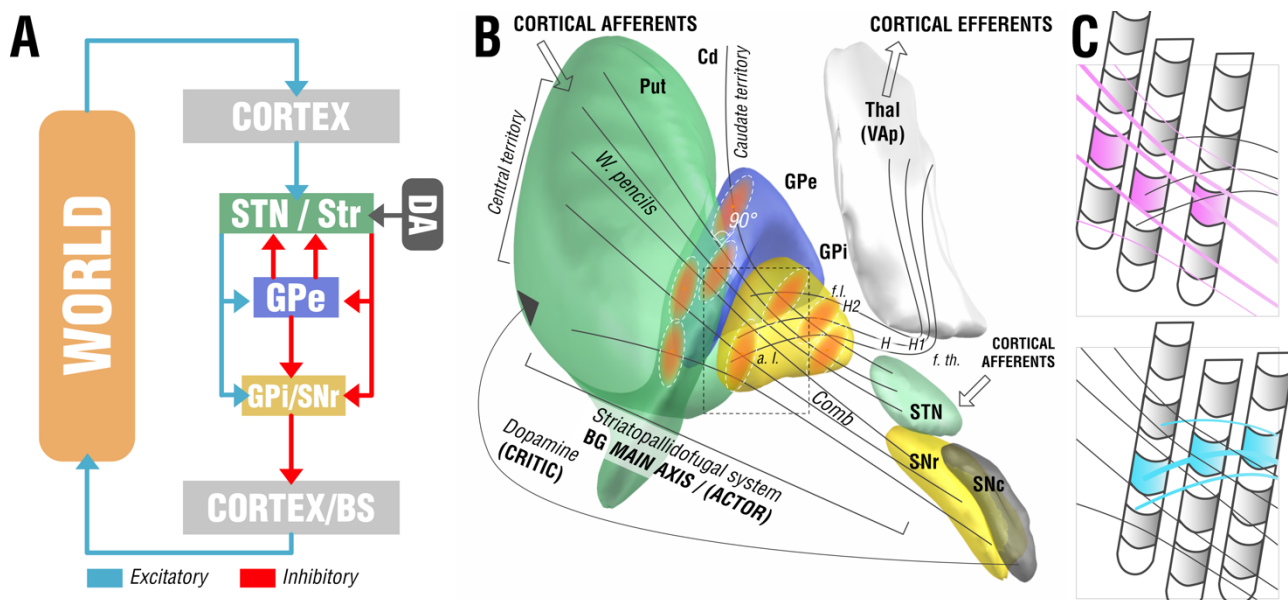 A
WORLD
CORTEX
STN / Str
DA
GPe
GPi/SNr
CORTEX/BS
Excitatory
Inhibitory
B
CORTICAL AFFERENTS
Cd
Put
Central territory
W. pencils
Caudate territory
90°
GPe
GPi
f.l.
H2
a. l.
H
H1
f. th.
CORTICAL EFFERENTS
Thal
(VAp)
CORTICAL
AFFERENTS
STN
Comb
SNr
SNc
Striatopallidofugal system
BG MAIN AXIS / (ACTOR)
Dopamine
(CRITIC)
C